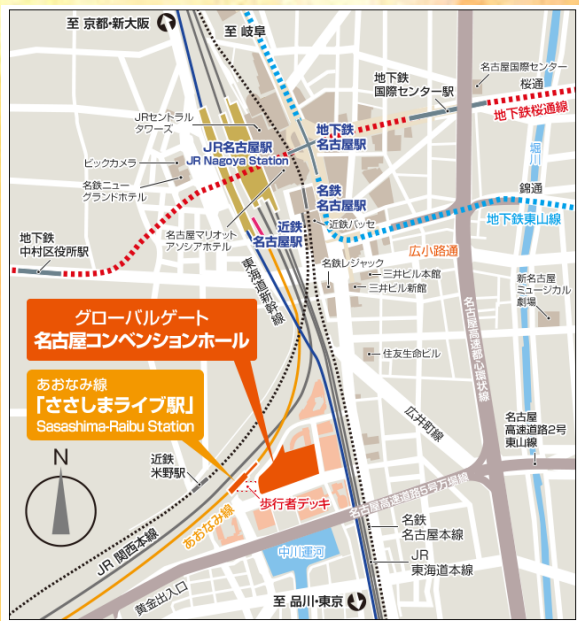 至 京都・新大阪
至 岐阜
名古屋国際センター
地下鉄
国際センター駅
桜通
地下鉄桜通線
JRセントラル
タワーズ
JR名古屋駅
JR Nagoya Station
地下鉄
名古屋駅
堀川
ビックカメラ
名鉄ニュー
グランドホテル
名鉄
名古屋駅
錦通
近鉄パッセ
地下鉄東山線
名古屋マリオット
アソシアホテル
近鉄
名古屋駅
地下鉄
中村区役所駅
広小路通
東海道新幹線
名鉄レジャック
三井ビル本館
三井ビル新館
新名古屋
ミュージカル
劇場
名古屋高速都心環状線
グローバルゲート
名古屋コンベンションホール
住友生命ビル
あおなみ線
「ささしまライブ駅」
Sasashima-Raibu Station
広井町線
名古屋
高速道路2号
東山線
N
近鉄
米野駅
歩行者デッキ
名古屋高速道路5号万場線
あおなみ線
JR 関西本線
名鉄
名古屋本線
中川運河
JR
東海道本線
黄金出入口
至 品川・東京